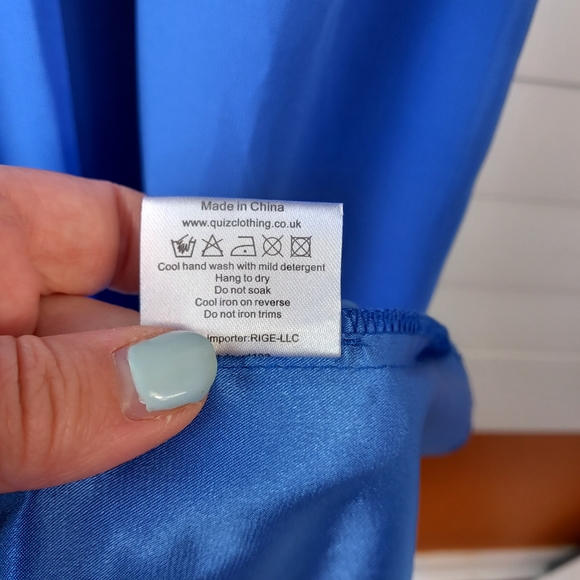 Made in China
www.quizclothing.co.uk
Cool hand wash with mild detergent
Hang to dry
Do not soak
Cool iron on reverse
Do not iron trims
importer:RIGE-LLC